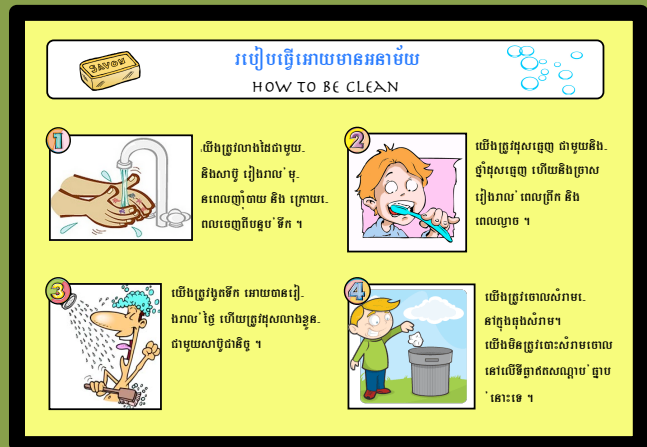 SAVON
របៀបធ្វើអោយមានអនាម័យ
HOW TO BE CLEAN
1
យើងត្រូវលាងដៃជាមួយ
និងសាប៊ូ រៀងរាល់ មុ
នពេលញ៉ាំបាយ និង ក្រោយ
ពេលចេញពីបន្ទប់ទឹក ។
2
យើងត្រូវដុសធ្មេញ ជាមួយនិង
ថ្នាំដុសធ្មេញ ហើយនិងច្រាស
រៀងរាល់ ពេលព្រឹក និង
ពេលល្ងាច ។
3
យើងត្រូវងូតទឹក អោយបានរៀ
ងរាល់ ថ្ងៃ ហើយត្រូវដុសលាងខ្លួន
ជាមួយសាប៊ូជានិច្ច ។
4
យើងត្រូវចោលសំរាម
នៅក្នុងធុងសំរាម។
យើងមិនត្រូវបោះសំរាមចោល
នៅលើទីធ្លាឥតសណ្តាប់ ធ្នាប
់ នោះទេ ។